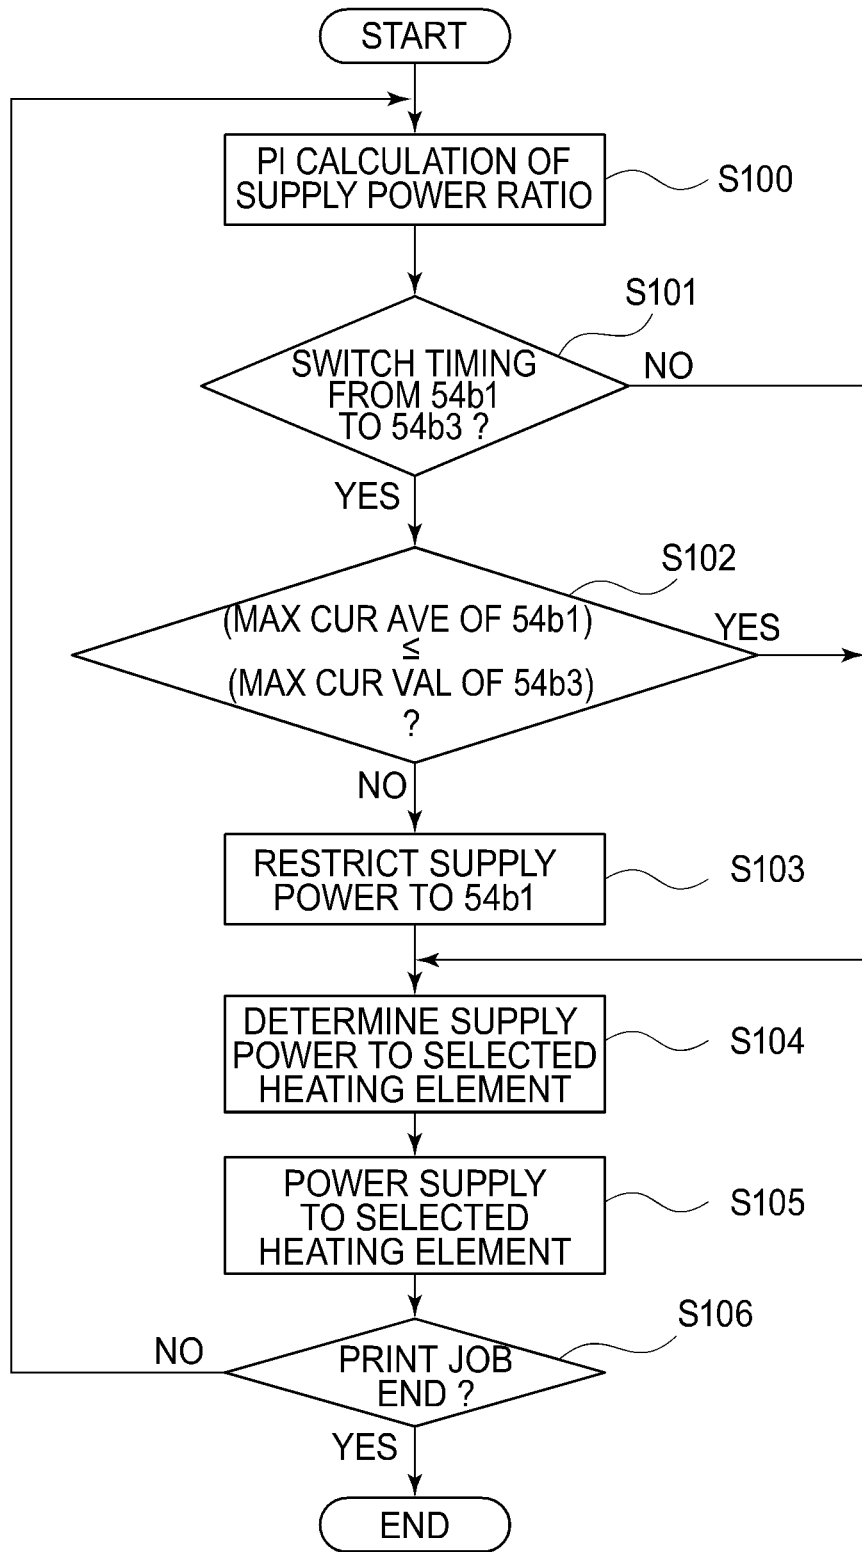 START
PI CALCULATION OF
SUPPLY POWER RATIO
S100
S101
SWITCH TIMING
FROM 54b1
TO 54b3 ?
NO
YES
S102
(MAX CUR AVE OF 54b1)
≤
(MAX CUR VAL OF 54b3)
?
YES
NO
RESTRICT SUPPLY
POWER TO 54b1
S103
DETERMINE SUPPLY
POWER TO SELECTED
HEATING ELEMENT
S104
POWER SUPPLY
TO SELECTED
HEATING ELEMENT
S105
S106
PRINT JOB
END ?
NO
YES
END